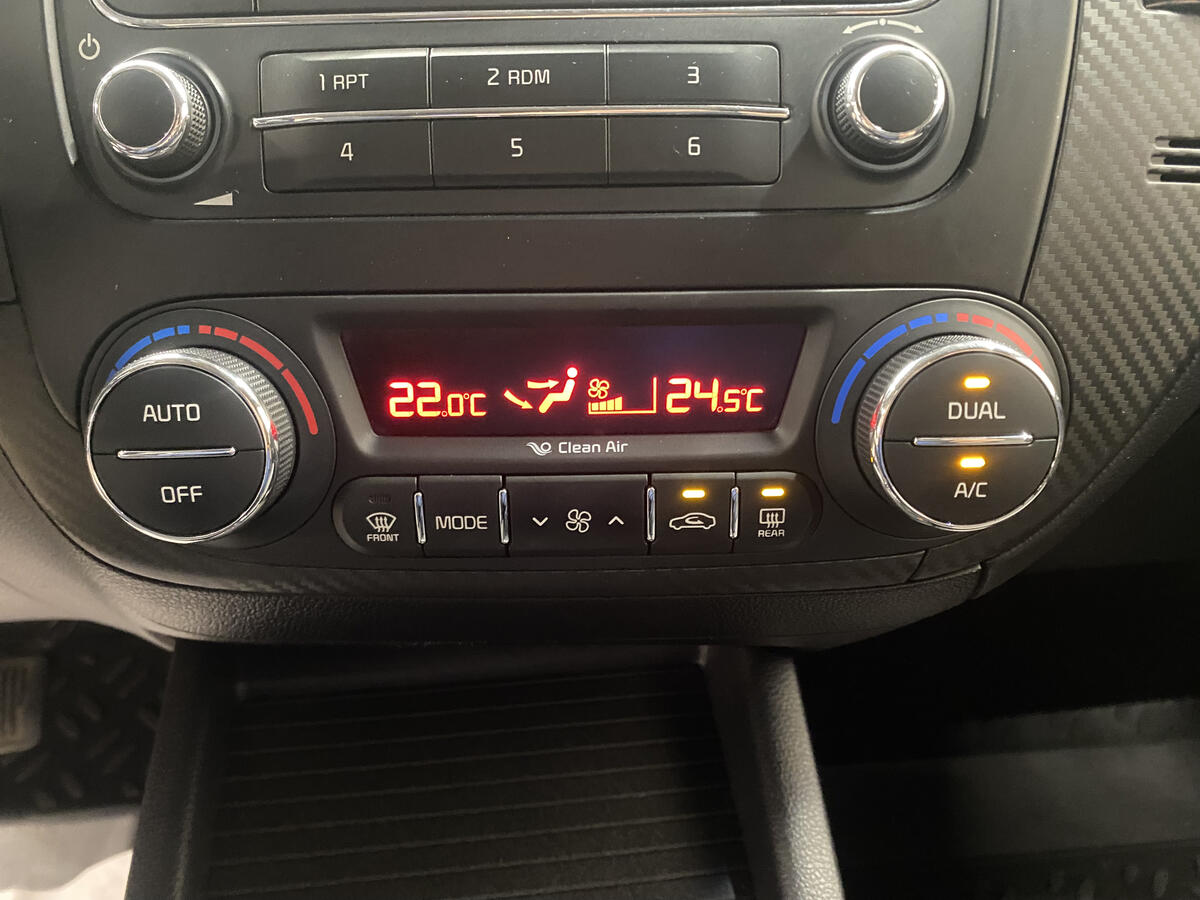 1 RPT
2 RDM
3
4
5
6
22.0°C
24.5°C
Clean Air
AUTO
OFF
DUAL
A/C
FRONT
MODE
REAR